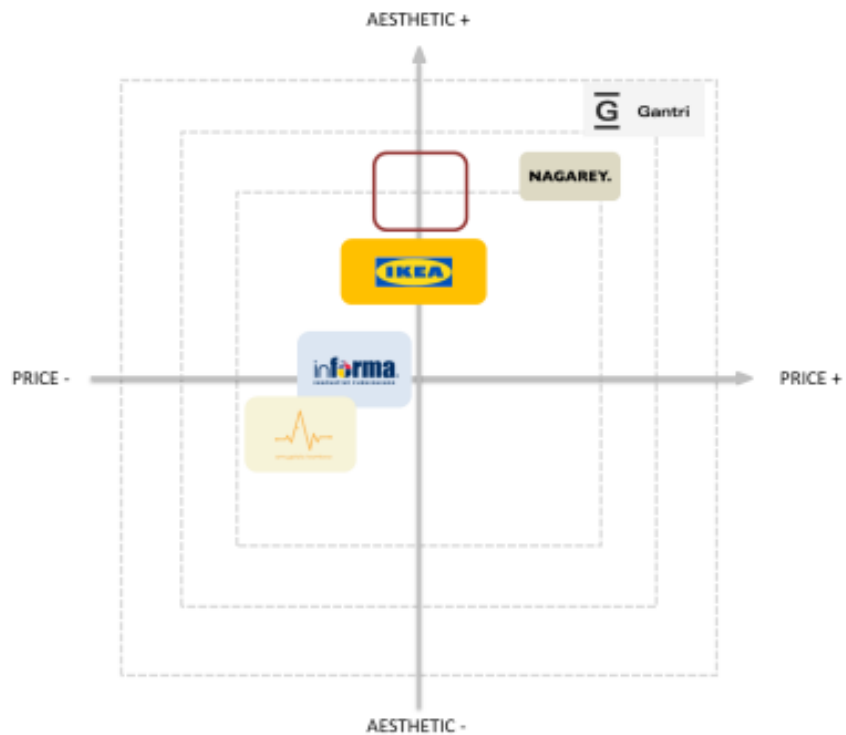 AESTHETIC +
G Gantri
NAGAREY.
IKEA
informa
PRICE -
PRICE +
AESTHETIC -